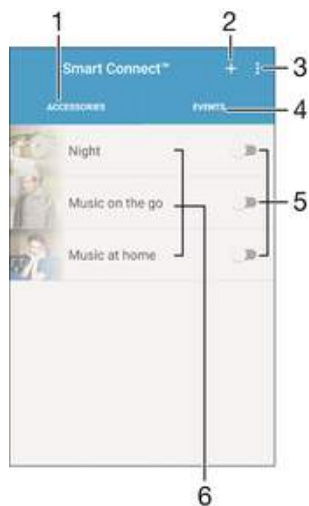 1
2
Smart Connect™
3
ACCESSORIES
EVENTS
4
Night
Music on the go
5
Music at home
6